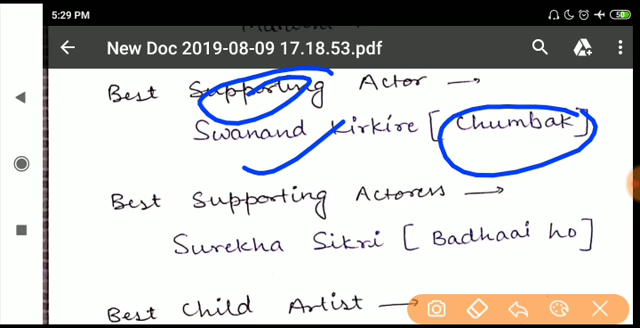 5:29 PM
50
New Doc 2019-08-09 17.18.53.pdf
Best Supporting Actor →
Swanand Kirkire [Chumbak]
Best Supporting Actoress →
Surekha Sikri [Badhaai ho]
Best Child Artist →